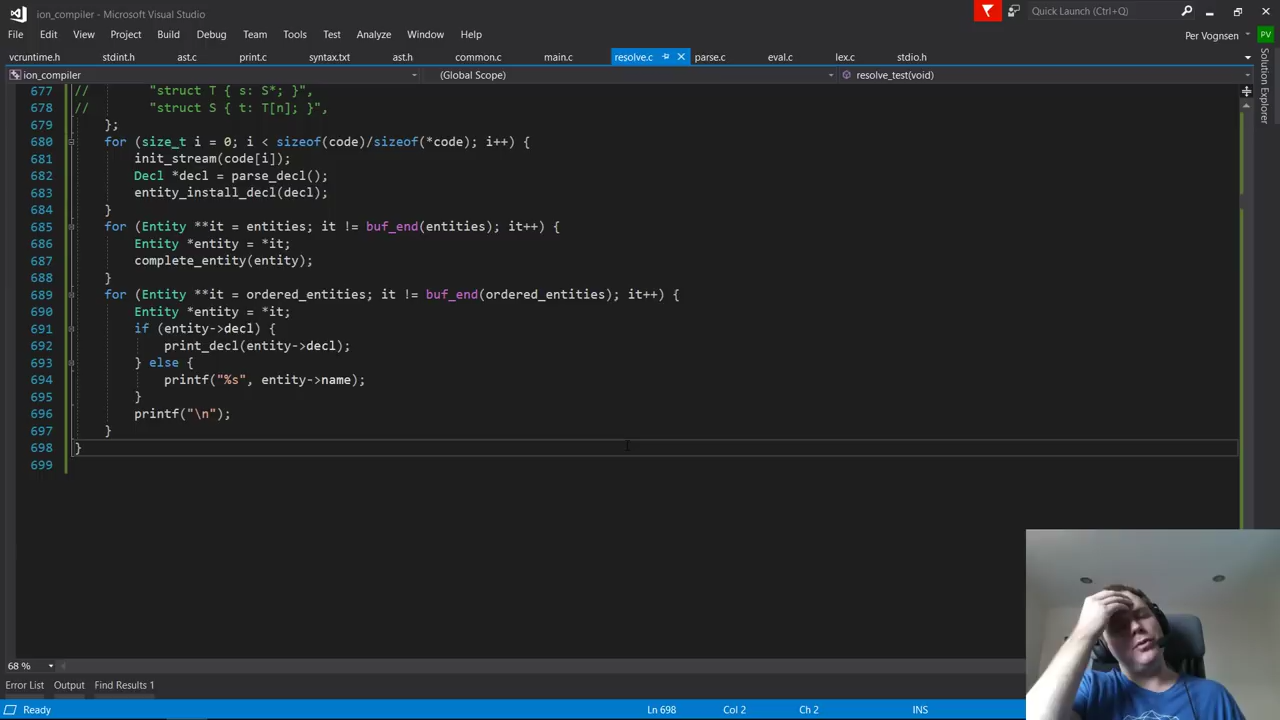 ion_compiler - Microsoft Visual Studio
Quick Launch (Ctrl+Q)
File Edit View Project Build Debug Team Tools Test Analyze Window Help
Per Vognsen PV
vcruntime.h stdint.h ast.c print.c syntax.txt ast.h common.c main.c resolve.c parse.c eval.c lex.c stdio.h
Solution Explorer
ion_compiler (Global Scope) resolve_test(void)
677 // "struct T { s: S*; }",
678 // "struct S { t: T[n]; }",
679 };
680 for (size_t i = 0; i < sizeof(code)/sizeof(*code); i++) {
681 init_stream(code[i]);
682 Decl *decl = parse_decl();
683 entity_install_decl(decl);
684 }
685 for (Entity **it = entities; it != buf_end(entities); it++) {
686 Entity *entity = *it;
687 complete_entity(entity);
688 }
689 for (Entity **it = ordered_entities; it != buf_end(ordered_entities); it++) {
690 Entity *entity = *it;
691 if (entity->decl) {
692 print_decl(entity->decl);
693 } else {
694 printf("%s", entity->name);
695 }
696 printf("\n");
697 }
698 }
699
68 %
Error List Output Find Results 1
Ready Ln 698 Col 2 Ch 2 INS